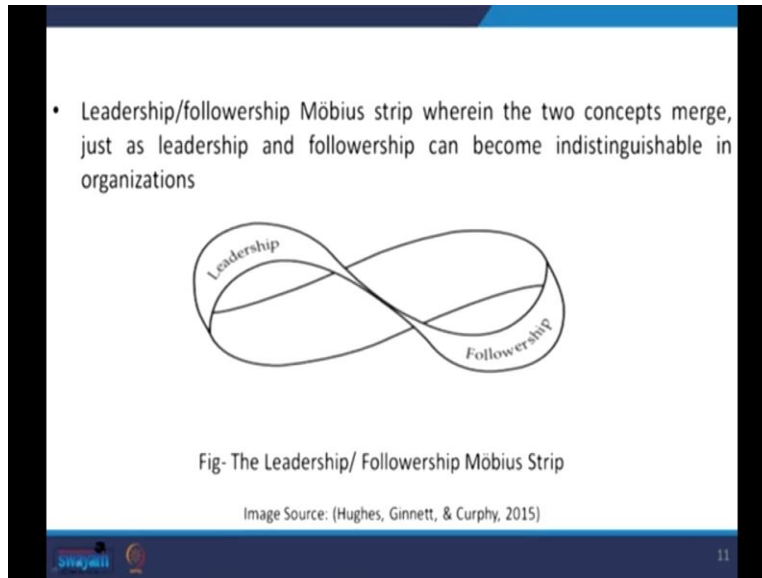 • Leadership/followership Möbius strip wherein the two concepts merge,
just as leadership and followership can become indistinguishable in
organizations
Leadership
Followership
Fig- The Leadership/ Followership Möbius Strip
Image Source: (Hughes, Ginnett, & Curphy, 2015)
swayam
11